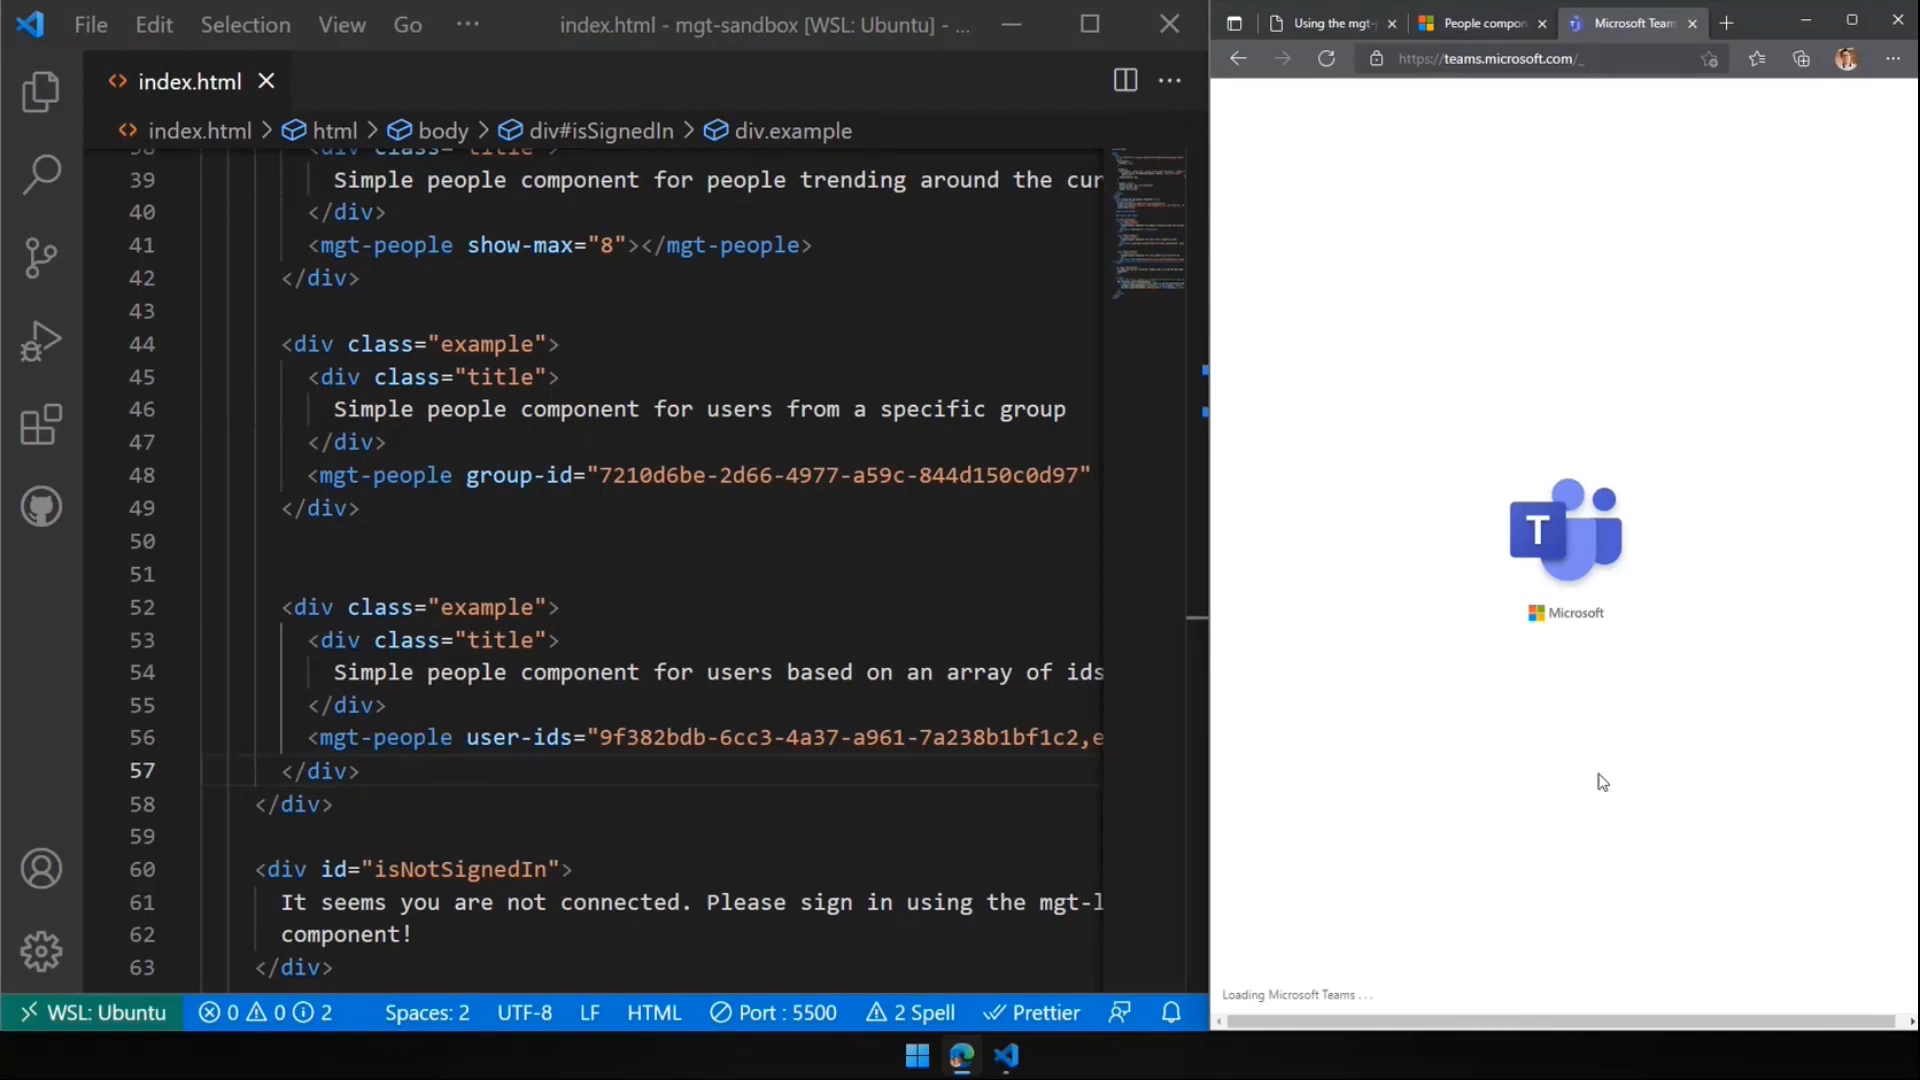 File Edit Selection View Go ··· index.html - mgt-sandbox [WSL: Ubuntu] - ...
index.html
index.html > html > body > div#isSignedIn > div.example
38 <div class="title">
39 Simple people component for people trending around the cur
40 </div>
41 <mgt-people show-max="8"></mgt-people>
42 </div>
43
44 <div class="example">
45 <div class="title">
46 Simple people component for users from a specific group
47 </div>
48 <mgt-people group-id="7210d6be-2d66-4977-a59c-844d150c0d97"
49 </div>
50
51
52 <div class="example">
53 <div class="title">
54 Simple people component for users based on an array of ids
55 </div>
56 <mgt-people user-ids="9f382bdb-6cc3-4a37-a961-7a238b1bf1c2,e
57 </div>
58 </div>
59
60 <div id="isNotSignedIn">
61 It seems you are not connected. Please sign in using the mgt-l
62 component!
63 </div>
WSL: Ubuntu 0 0 2 Spaces: 2 UTF-8 LF HTML Port : 5500 2 Spell Prettier
Using the mgt-p People compon Microsoft Team
https://teams.microsoft.com/_
T
Microsoft
Loading Microsoft Teams . . .